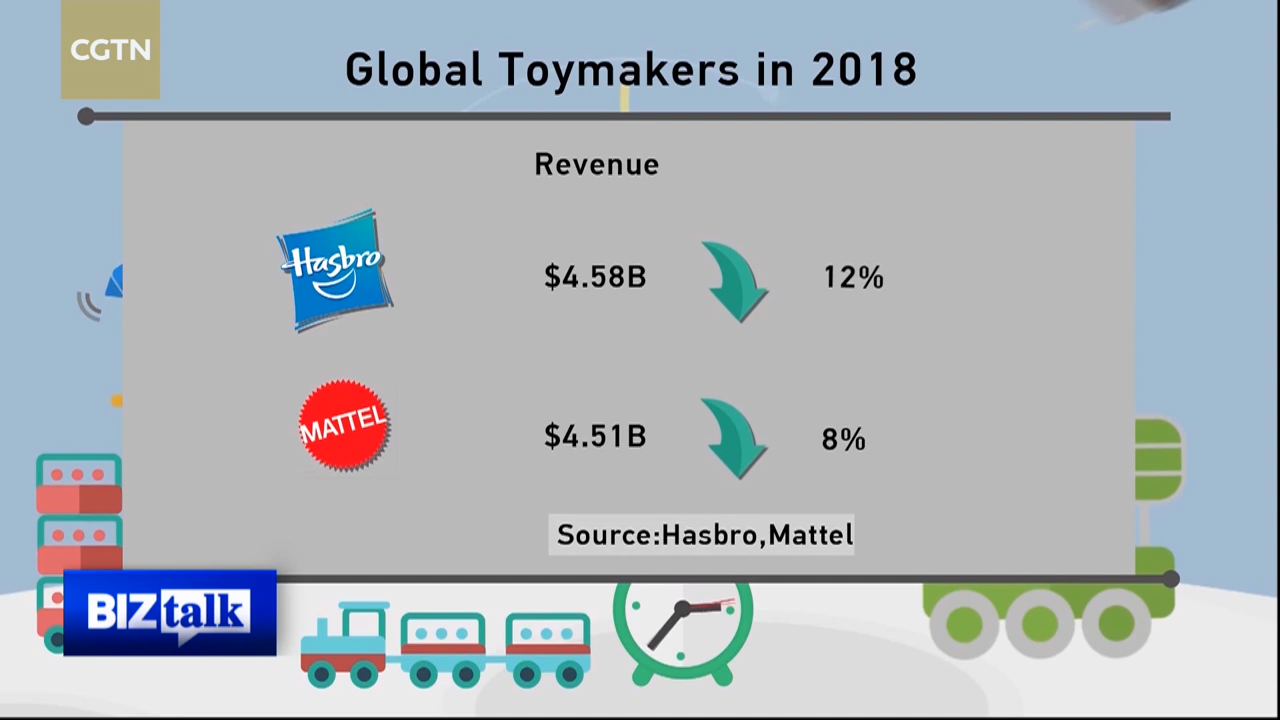 CGTN
Global Toymakers in 2018
Revenue
Hasbro
$4.58B
12%
MATTEL
$4.51B
8%
Source:Hasbro,Mattel
BIZtalk